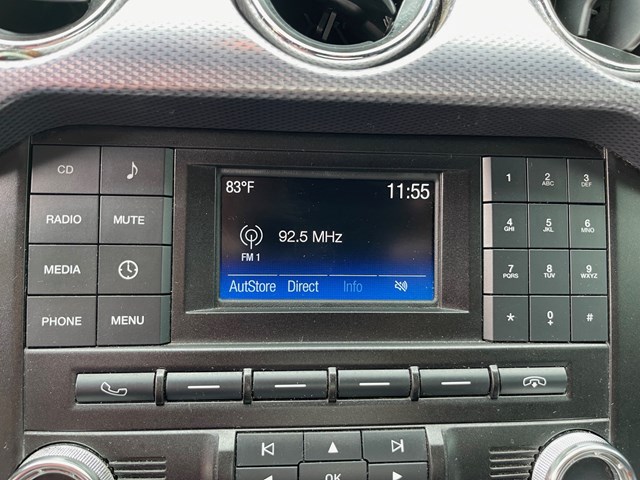 CD
RADIO MUTE
MEDIA
PHONE MENU
83°F 11:55
92.5 MHz
FM 1
AutStore Direct Info
1 2 ABC 3 DEF
4 GHI 5 JKL 6 MNO
7 PQRS 8 TUV 9 WXYZ
* 0 + #
OK